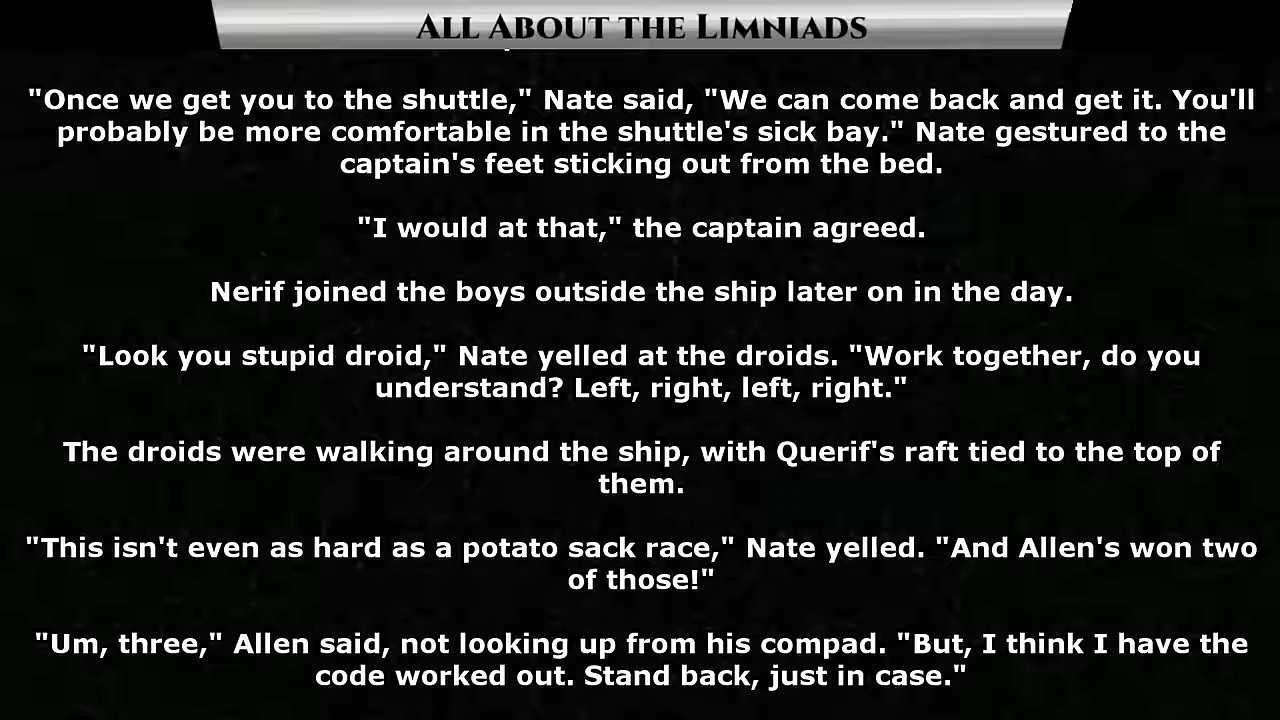 All About the Limniads
"Once we get you to the shuttle," Nate said, "We can come back and get it. You'll
probably be more comfortable in the shuttle's sick bay." Nate gestured to the
captain's feet sticking out from the bed.
"I would at that," the captain agreed.
Nerif joined the boys outside the ship later on in the day.
"Look you stupid droid," Nate yelled at the droids. "Work together, do you
understand? Left, right, left, right."
The droids were walking around the ship, with Querif's raft tied to the top of
them.
"This isn't even as hard as a potato sack race," Nate yelled. "And Allen's won two
of those!"
"Um, three," Allen said, not looking up from his compad. "But, I think I have the
code worked out. Stand back, just in case."